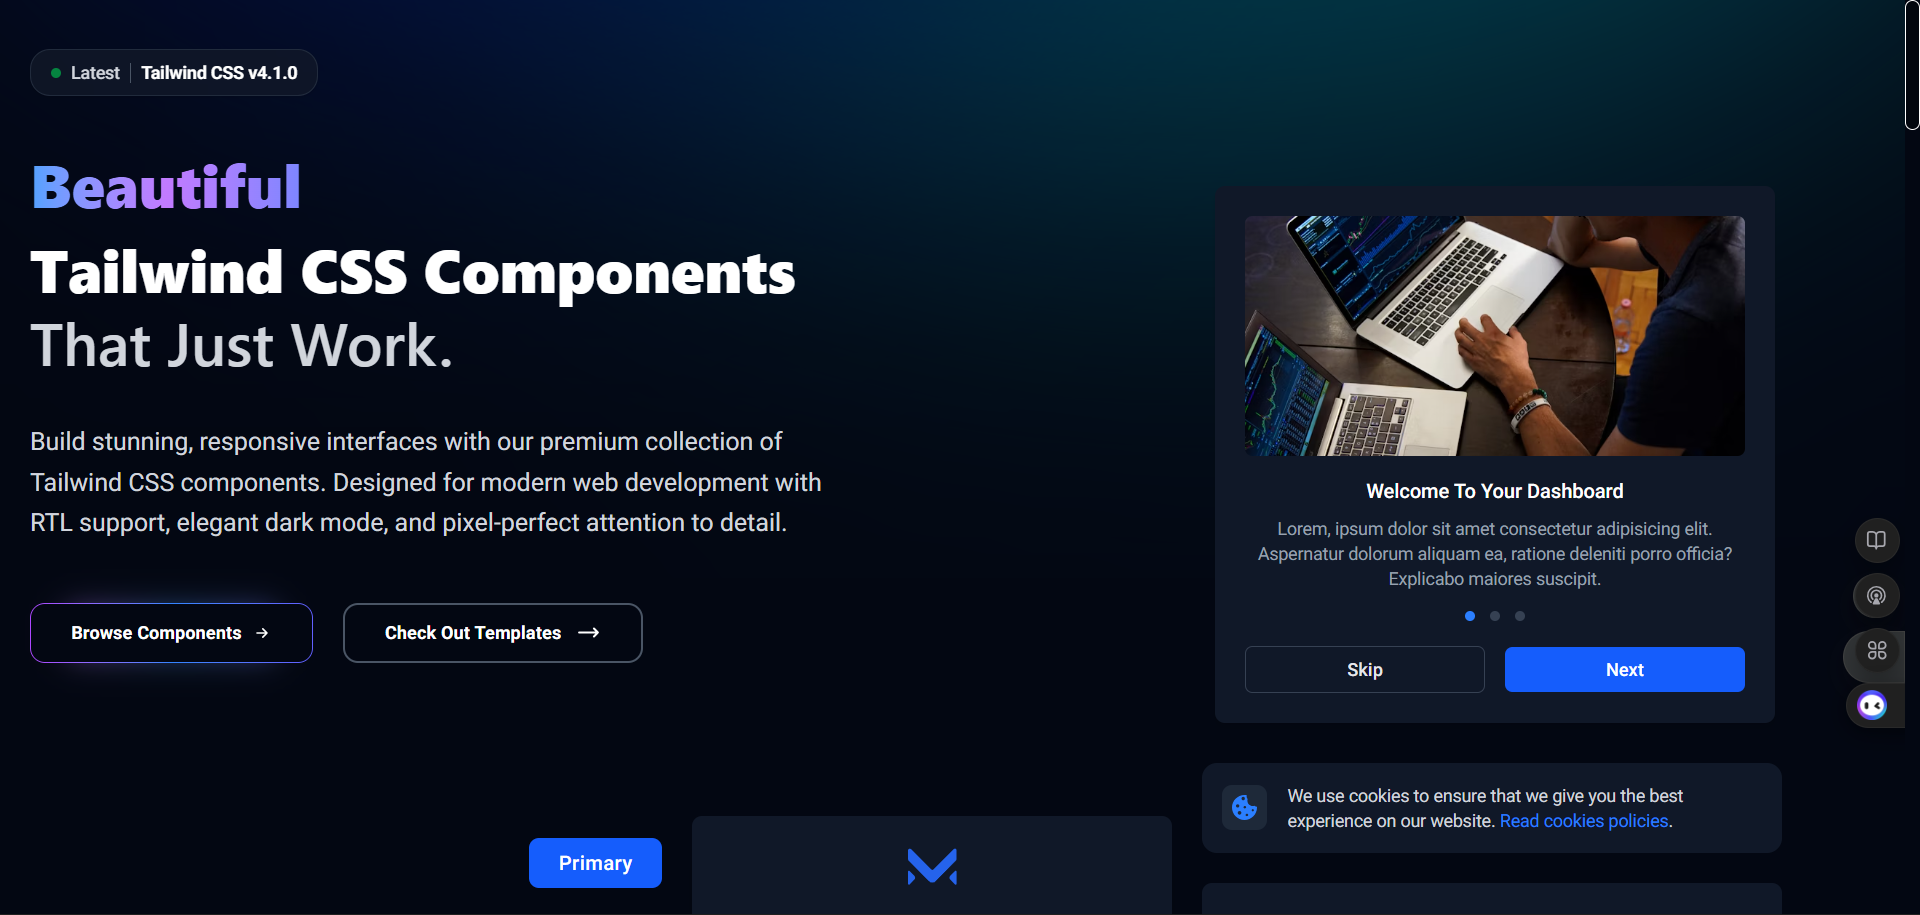 Latest | Tailwind CSS v4.1.0
Beautiful
Tailwind CSS Components
That Just Work.
Build stunning, responsive interfaces with our premium collection of
Tailwind CSS components. Designed for modern web development with
RTL support, elegant dark mode, and pixel-perfect attention to detail.
Browse Components →
Check Out Templates →
Welcome To Your Dashboard
Lorem, ipsum dolor sit amet consectetur adipisicing elit.
Aspernatur dolorum aliquam ea, ratione deleniti porro officia?
Explicabo maiores suscipit.
Skip
Next
We use cookies to ensure that we give you the best
experience on our website. Read cookies policies.
Primary